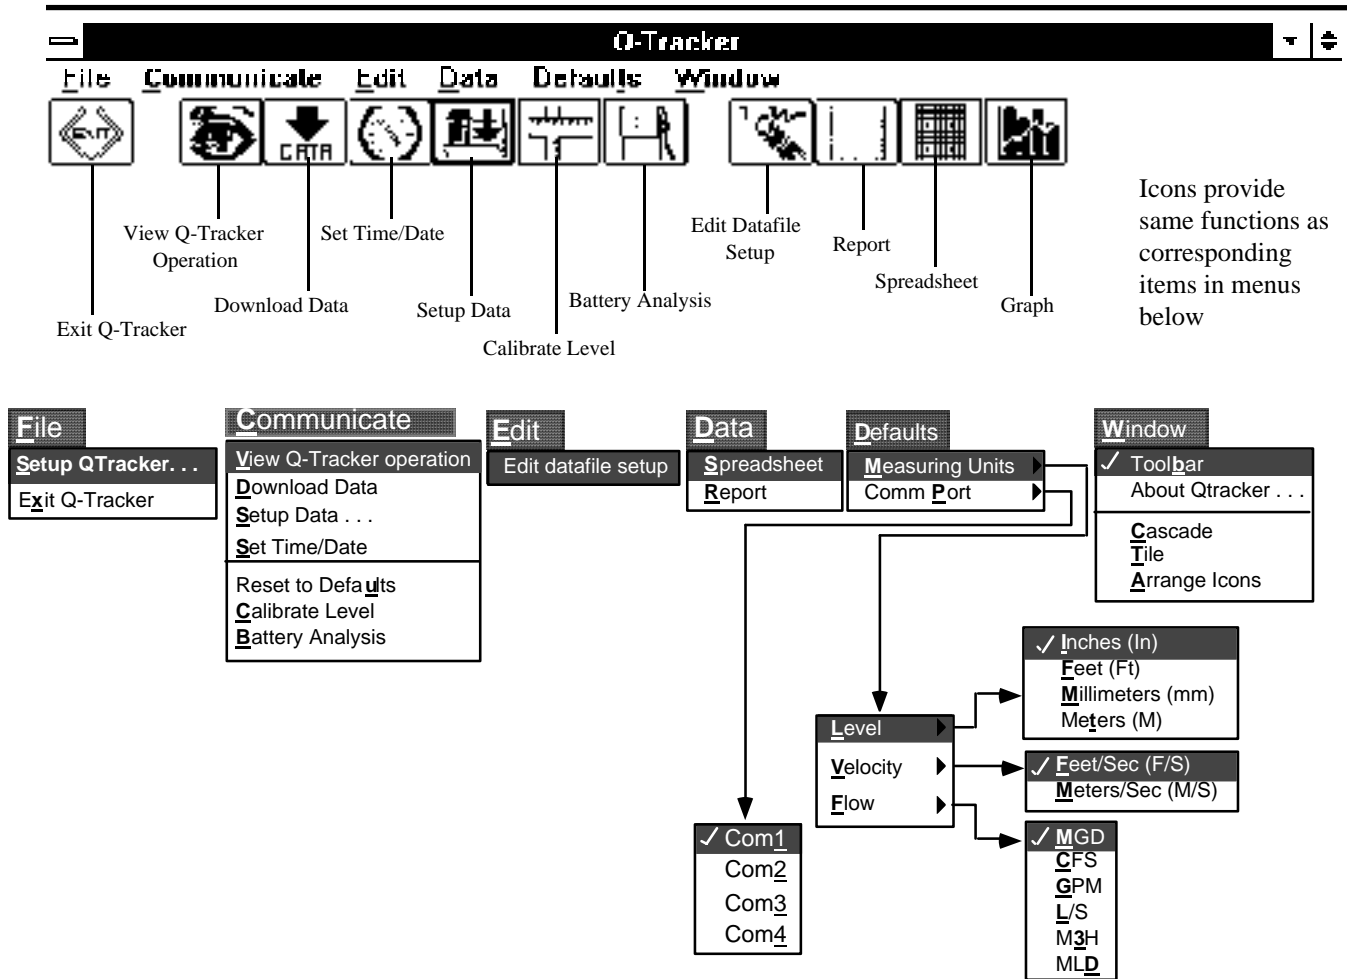 Q-Tracker
File Communicate Edit Data Defaults Window
EXIT
DATA
View Q-Tracker
Operation
Set Time/Date
Edit Datafile
Setup
Report
Spreadsheet
Download Data
Setup Data
Battery Analysis
Graph
Exit Q-Tracker
Calibrate Level
Icons provide
same functions as
corresponding
items in menus
below
File
Setup QTracker. . .
Exit Q-Tracker
Communicate
View Q-Tracker operation
Download Data
Setup Data . . .
Set Time/Date
Reset to Defaults
Calibrate Level
Battery Analysis
Edit
Edit datafile setup
Data
Spreadsheet
Report
Defaults
Measuring Units
Comm Port
Window
✓ Toolbar
About Qtracker . . .
Cascade
Tile
Arrange Icons
✓ Inches (In)
Feet (Ft)
Millimeters (mm)
Meters (M)
Level
Velocity
Flow
✓ Feet/Sec (F/S)
Meters/Sec (M/S)
✓ Com1
Com2
Com3
Com4
✓ MGD
CFS
GPM
L/S
M3H
MLD